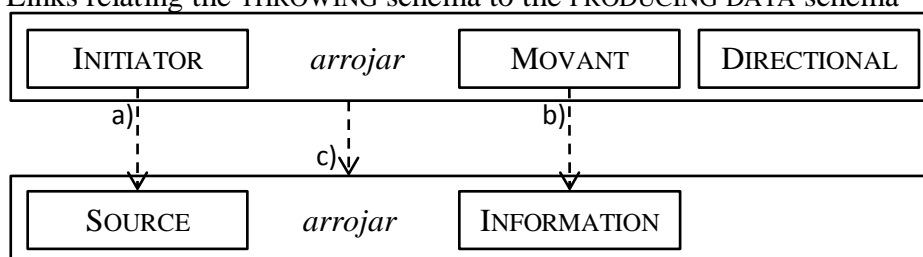 Links relating the THROWING schema to the PRODUCING DATA schema
INITIATOR arrojar MOVANT DIRECTIONAL
a) b)
c)
SOURCE arrojar INFORMATION